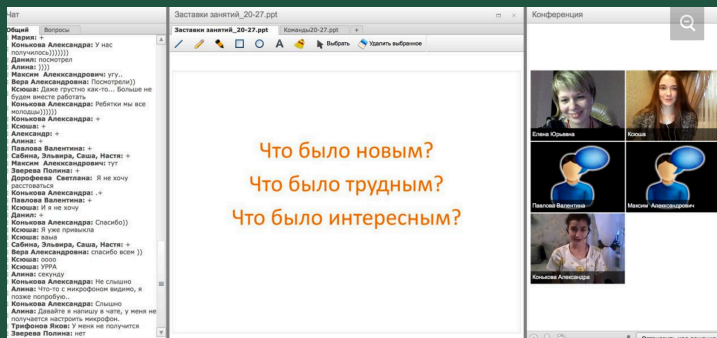 Чат
Общий Вопросы
Мария: +
Конькова Александра: У нас
получилось)))))))
Данил: посмотрел
Алина: ))))
Максим Алекксандрович: угу..
Вера Александровна: Посмотрели))
Ксюша: Даже грустно как-то... Больше не
будем вместе работать
Конькова Александра: Ребятки мы все
молодцы))))))
Конькова Александра: +
Ксюша: +
Александр: +
Алина: +
Павлова Валентина: +
Сабина, Эльвира, Саша, Настя: +
Максим Алекксандрович: тут
Зверева Полина: +
Дорофеева Светлана: Я не хочу
расстоваться
Конькова Александра: .+
Павлова Валентина: +
Ксюша: И я не хочу
Данил: +
Конькова Александра: Спасибо))
Ксюша: Я уже привыкла
Ксюша: ваыа
Сабина, Эльвира, Саша, Настя: +
Вера Александровна: спасибо всем ))
Ксюша: оооо
Ксюша: УРРА
Алина: секунду
Конькова Александра: Не слышно
Алина: Что-то с микрофоном видимо, я
позже попробую..
Конькова Александра: Слышно
Алина: Давайте я напишу в чате, у меня не
получается настроить микрофон.
Трифонов Яков: У меня не получится
Зверева Полина: нет
Заставки занятий_20-27.ppt
Заставки занятий_20-27.ppt Команды20-27.ppt +
A Выбрать Удалить выбранное
Что было новым?
Что было трудным?
Что было интересным?
Конференция
Елена Юрьевна Ксюша
Павлова Валентина Максим Алекксандрович
Конькова Александра